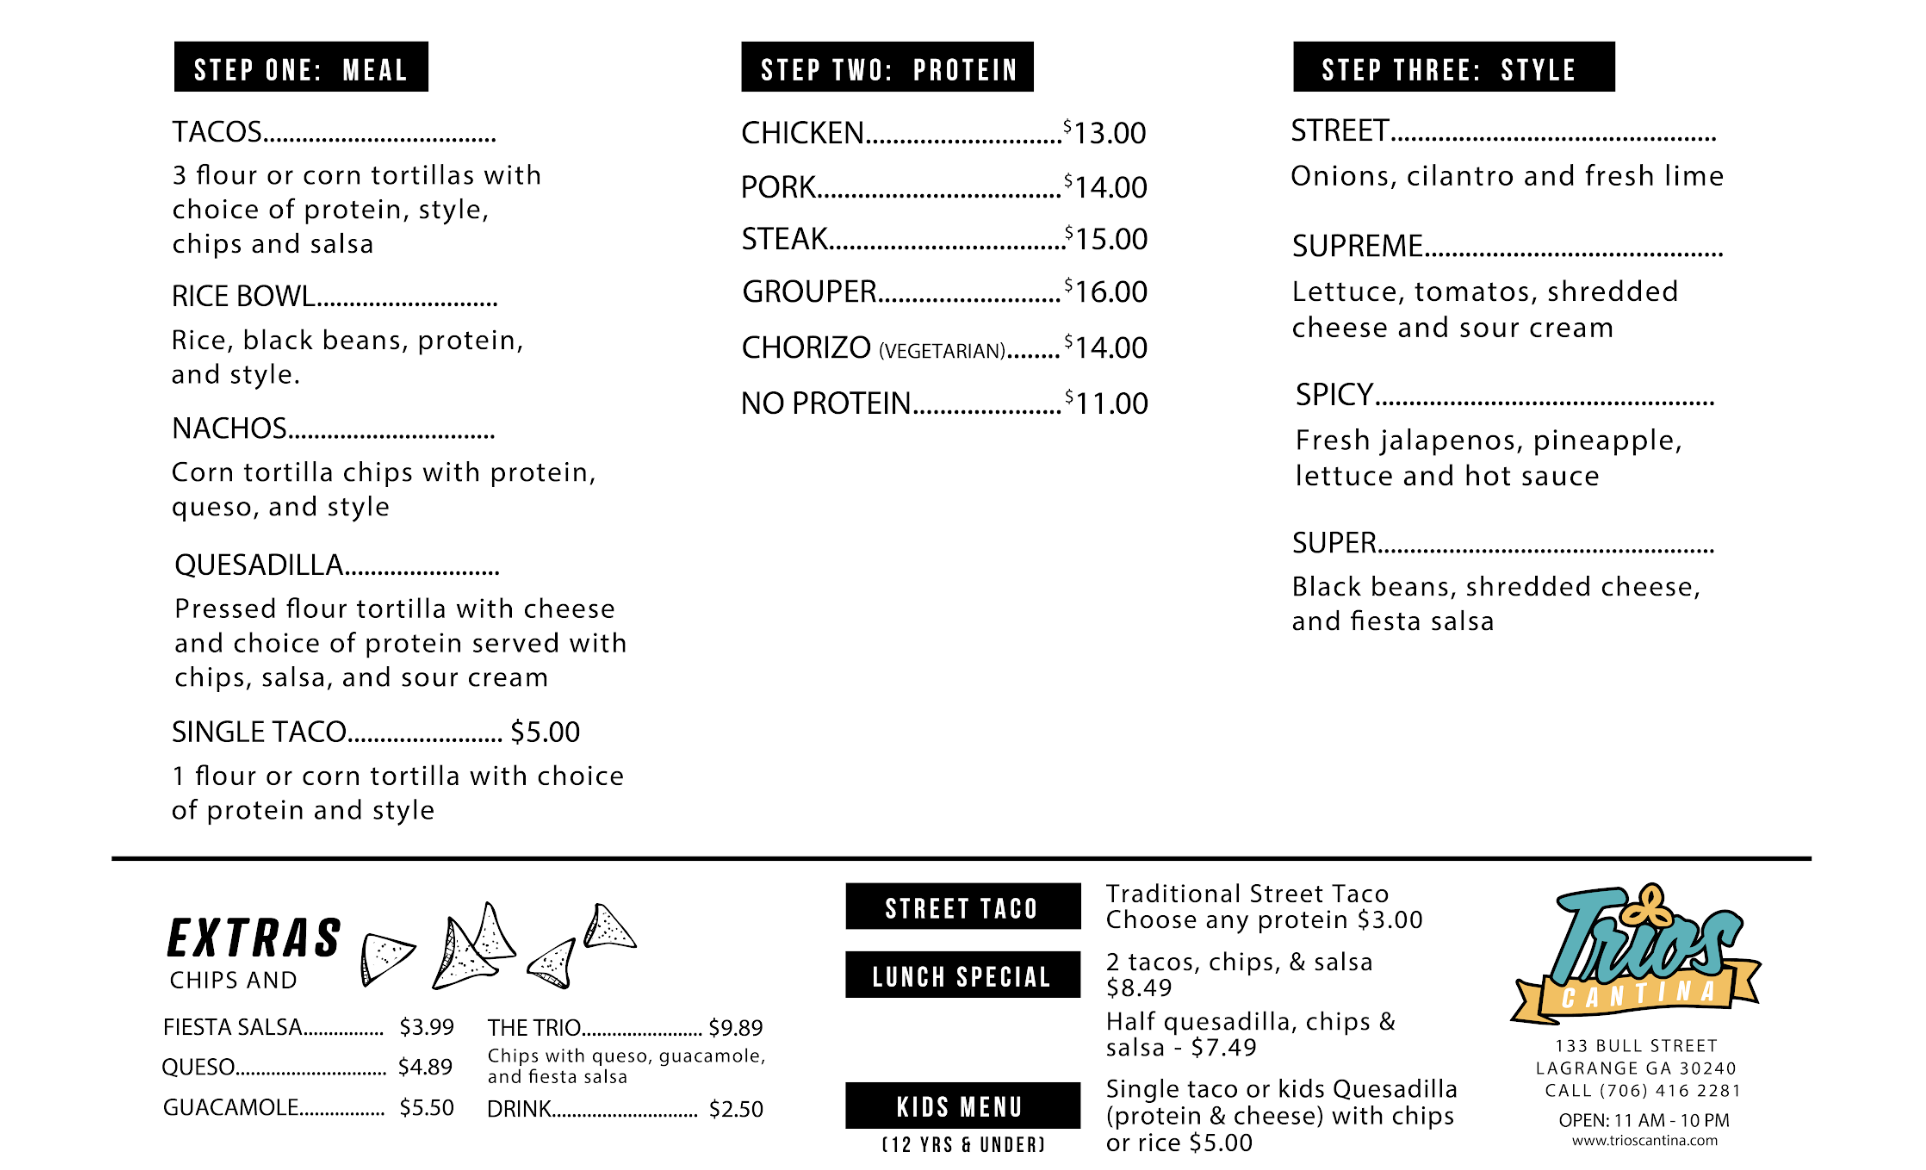 STEP ONE: MEAL
TACOS....................................
3 flour or corn tortillas with
choice of protein, style,
chips and salsa
RICE BOWL............................
Rice, black beans, protein,
and style.
NACHOS................................
Corn tortilla chips with protein,
queso, and style
QUESADILLA........................
Pressed flour tortilla with cheese
and choice of protein served with
chips, salsa, and sour cream
SINGLE TACO........................ $5.00
1 flour or corn tortilla with choice
of protein and style
STEP TWO: PROTEIN
CHICKEN.............................$13.00
PORK....................................$14.00
STEAK...................................$15.00
GROUPER...........................$16.00
CHORIZO (VEGETARIAN)........$14.00
NO PROTEIN......................$11.00
STEP THREE: STYLE
STREET................................................
Onions, cilantro and fresh lime
SUPREME............................................
Lettuce, tomatos, shredded
cheese and sour cream
SPICY..................................................
Fresh jalapenos, pineapple,
lettuce and hot sauce
SUPER..................................................
Black beans, shredded cheese,
and fiesta salsa
EXTRAS
CHIPS AND
FIESTA SALSA................ $3.99
QUESO............................. $4.89
GUACAMOLE................. $5.50
THE TRIO....................... $9.89
Chips with queso, guacamole,
and fiesta salsa
DRINK............................ $2.50
STREET TACO
Traditional Street Taco
Choose any protein $3.00
LUNCH SPECIAL
2 tacos, chips, & salsa
$8.49
Half quesadilla, chips &
salsa - $7.49
KIDS MENU
(12 YRS & UNDER)
Single taco or kids Quesadilla
(protein & cheese) with chips
or rice $5.00
Trios
CANTINA
133 BULL STREET
LAGRANGE GA 30240
CALL (706) 416 2281
OPEN: 11 AM - 10 PM
www.trioscantina.com